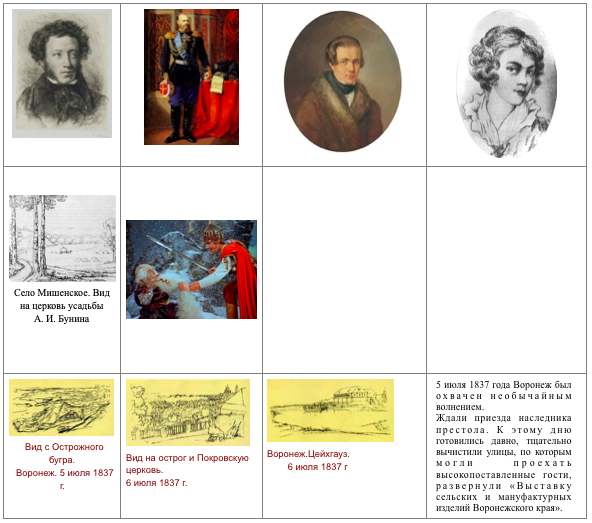 Село Мишенское. Вид
на церковь усадьбы
А. И. Бунина
Вид с Острожного
бугра.
Воронеж. 5 июля 1837
г.
Вид на острог и Покровскую
церковь.
6 июля 1837 г.
Воронеж.Цейхгауз.
6 июля 1837 г
5 июля 1837 года Воронеж был
охвачен необычайным
волнением.
Ждали приезда наследника
престола. К этому дню
готовились давно, тщательно
вычистили улицы, по которым
могли проехать
высокопоставленные гости,
развернули «Выставку
сельских и мануфактурных
изделий Воронежского края».